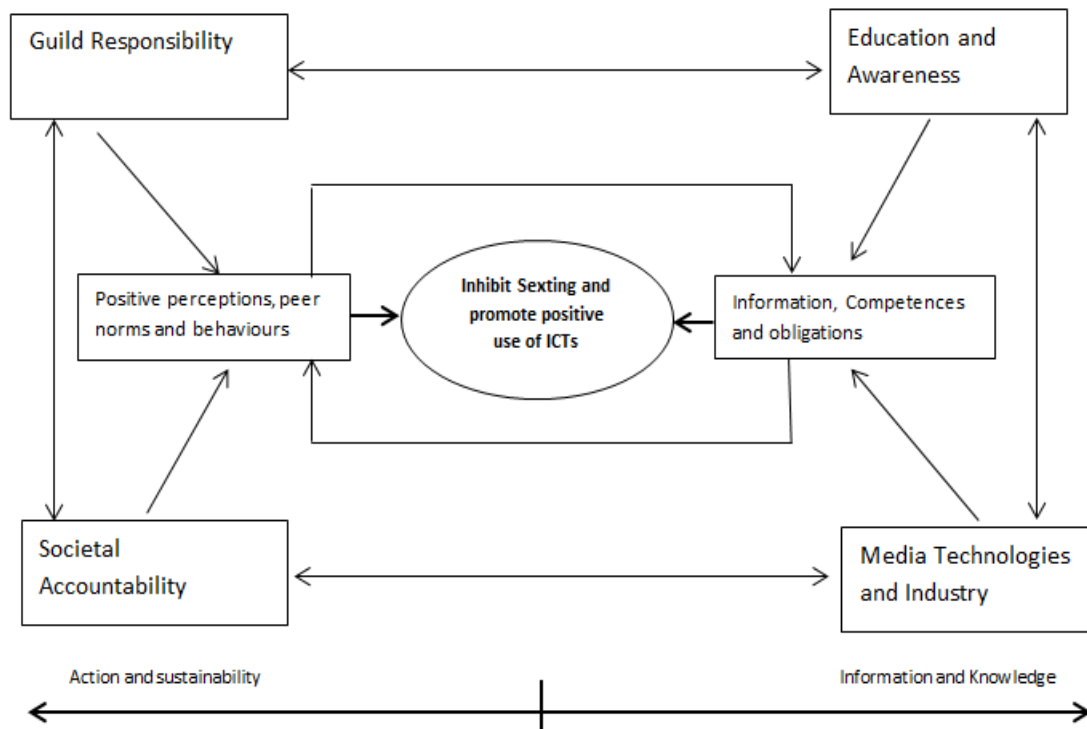 Guild Responsibility
Education and
Awareness
Positive perceptions, peer
norms and behaviours
Inhibit Sexting and
promote positive
use of ICTs
Information, Competences
and obligations
Societal
Accountability
Media Technologies
and Industry
Action and sustainability
Information and Knowledge